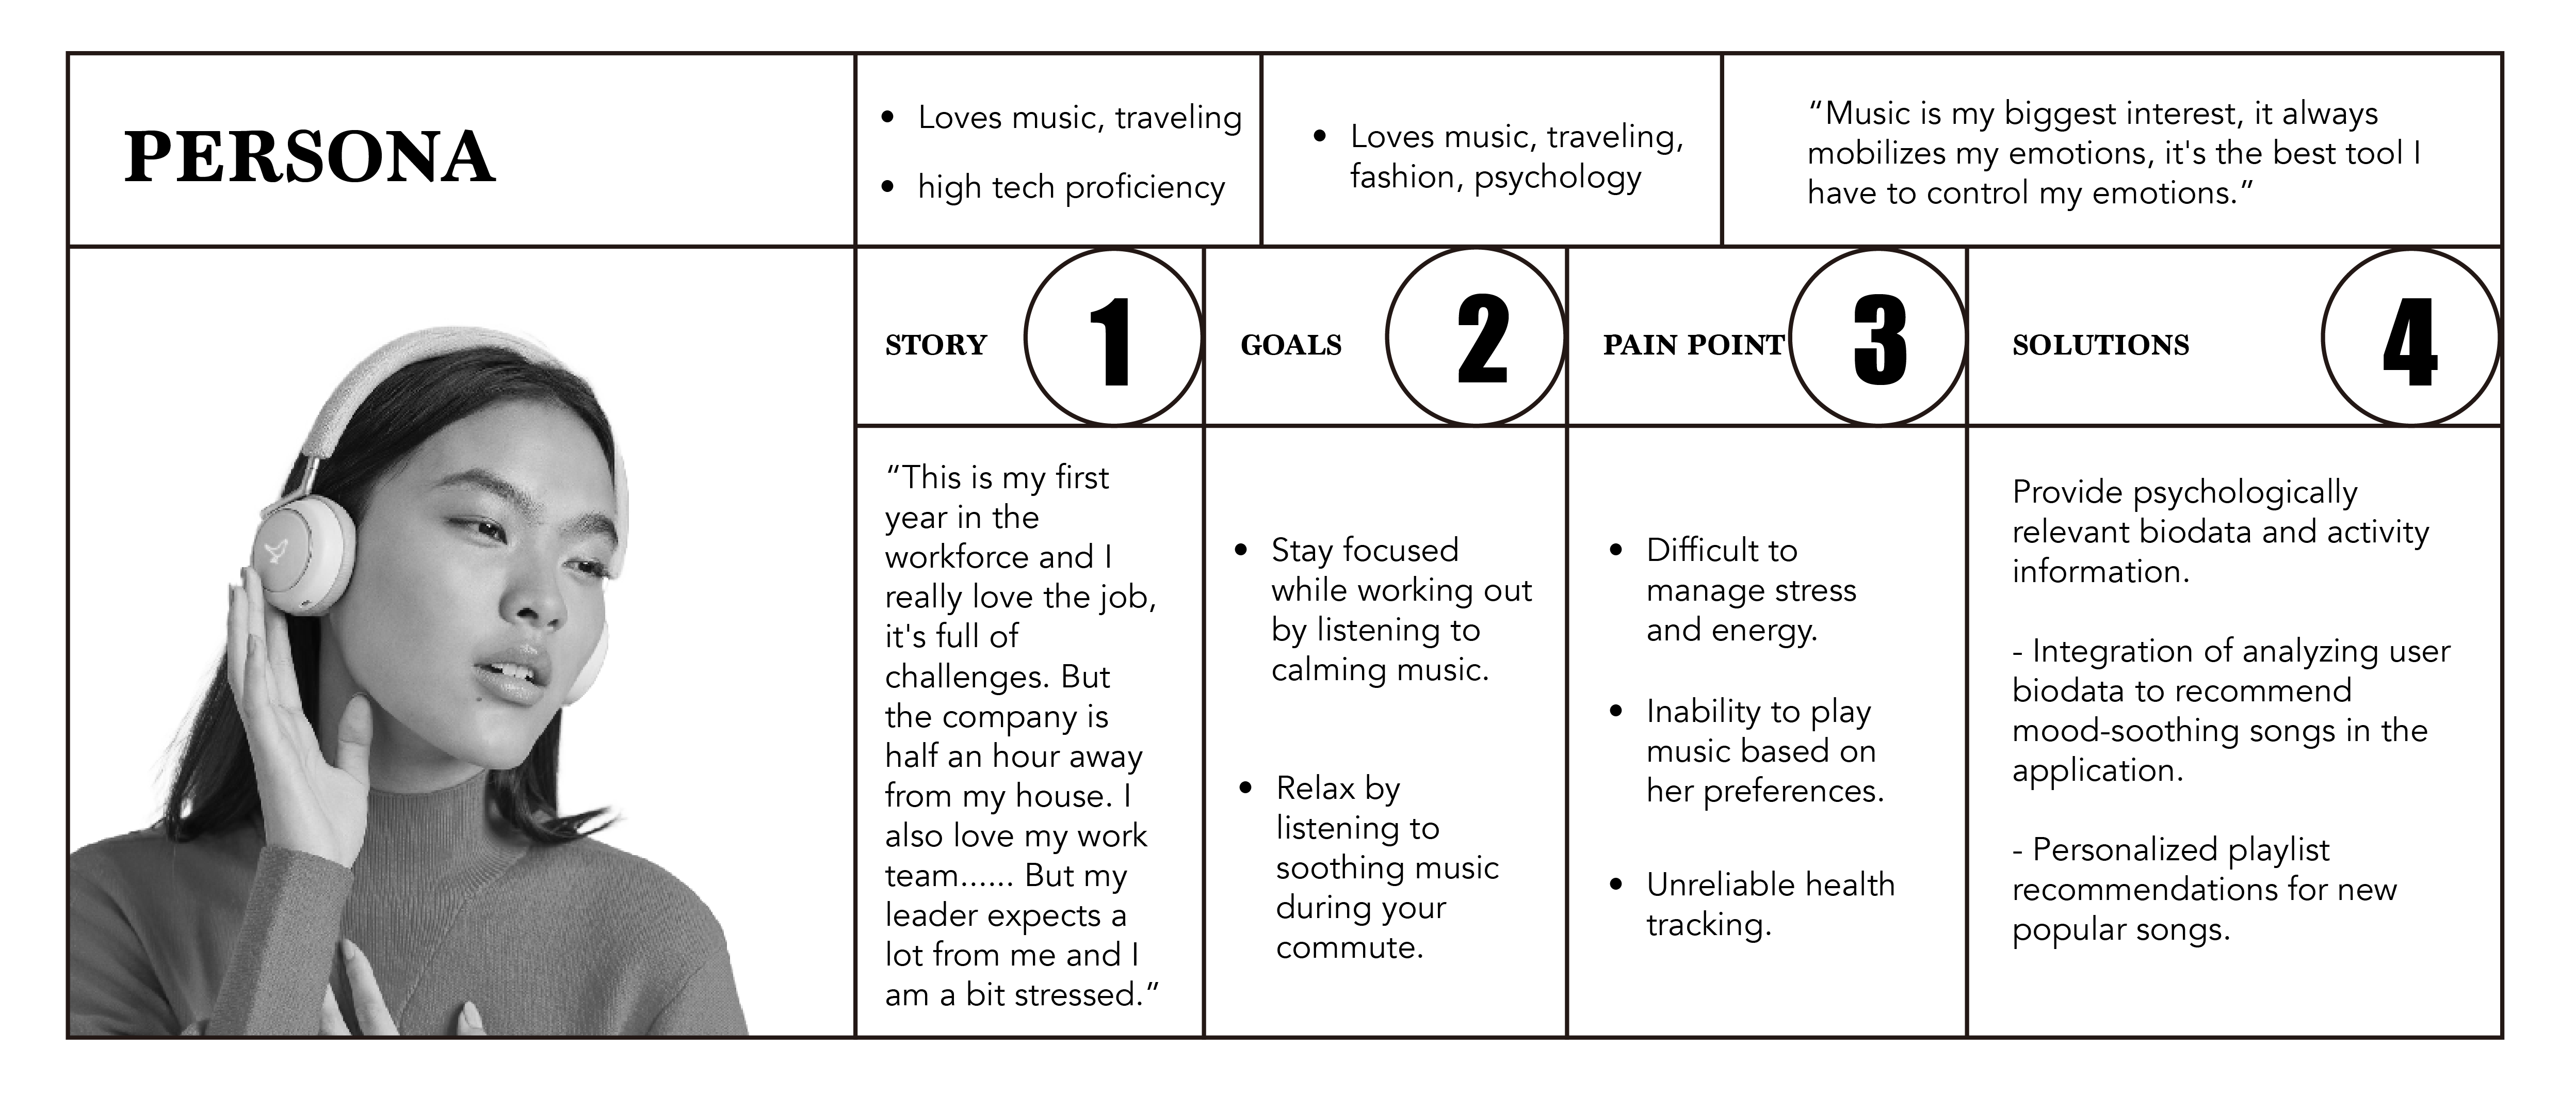 PERSONA
• Loves music, traveling
• high tech proficiency
• Loves music, traveling,
fashion, psychology
“Music is my biggest interest, it always
mobilizes my emotions, it's the best tool I
have to control my emotions.”
STORY
1
“This is my first
year in the
workforce and I
really love the job,
it's full of
challenges. But
the company is
half an hour away
from my house. I
also love my work
team...... But my
leader expects a
lot from me and I
am a bit stressed.”
GOALS
2
• Stay focused
while working out
by listening to
calming music.
• Relax by
listening to
soothing music
during your
commute.
PAIN POINT
3
• Difficult to
manage stress
and energy.
• Inability to play
music based on
her preferences.
• Unreliable health
tracking.
SOLUTIONS
4
Provide psychologically
relevant biodata and activity
information.
- Integration of analyzing user
biodata to recommend
mood-soothing songs in the
application.
- Personalized playlist
recommendations for new
popular songs.